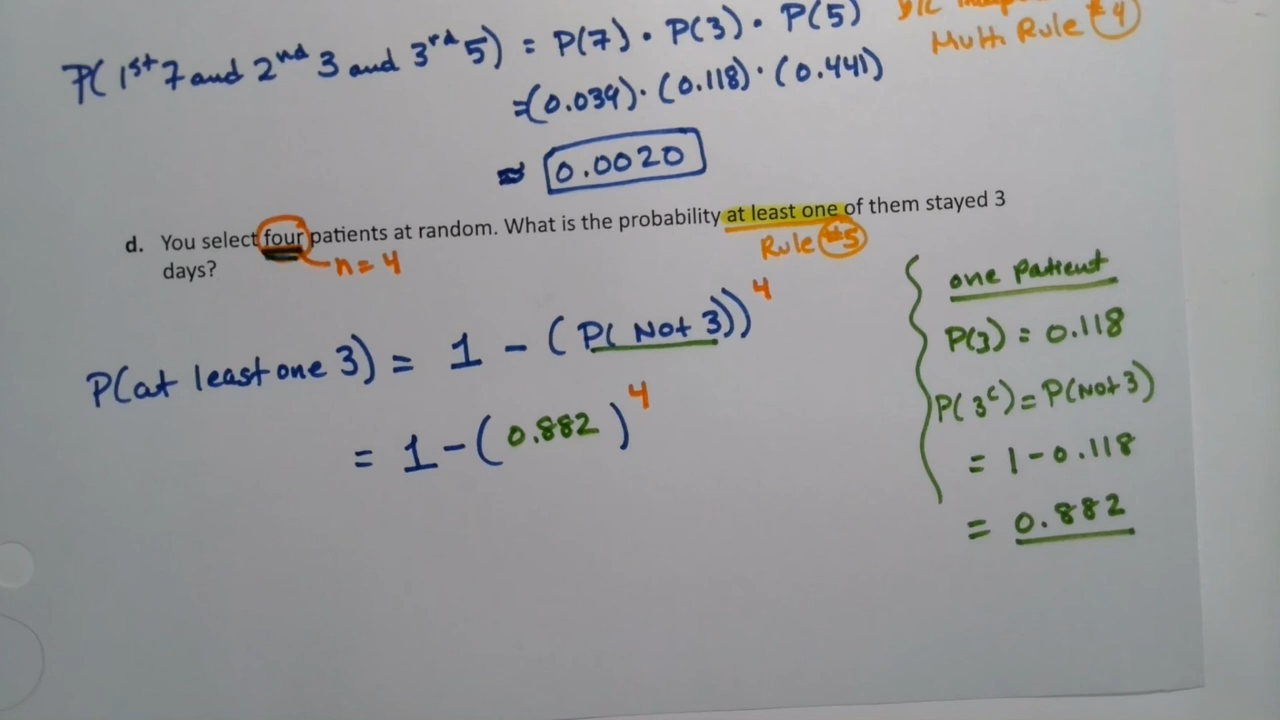 P(1st 7 and 2nd 3 and 3rd 5) = P(7) · P(3) · P(5)
Multi Rule #4
=(0.034) · (0.118) · (0.441)
≈ 0.0020
d. You select four patients at random. What is the probability at least one of them stayed 3
days?
n = 4
Rule #5
P(at least one 3) = 1 - (P(Not 3))^4
= 1 - (0.882)^4
one patient
P(3) = 0.118
P(3^c) = P(Not 3)
= 1 - 0.118
= 0.882